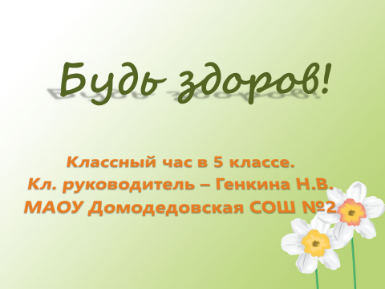 Будь здоров!
Классный час в 5 классе.
Кл. руководитель – Генкина Н.В.
МАОУ Домодедовская СОШ №2